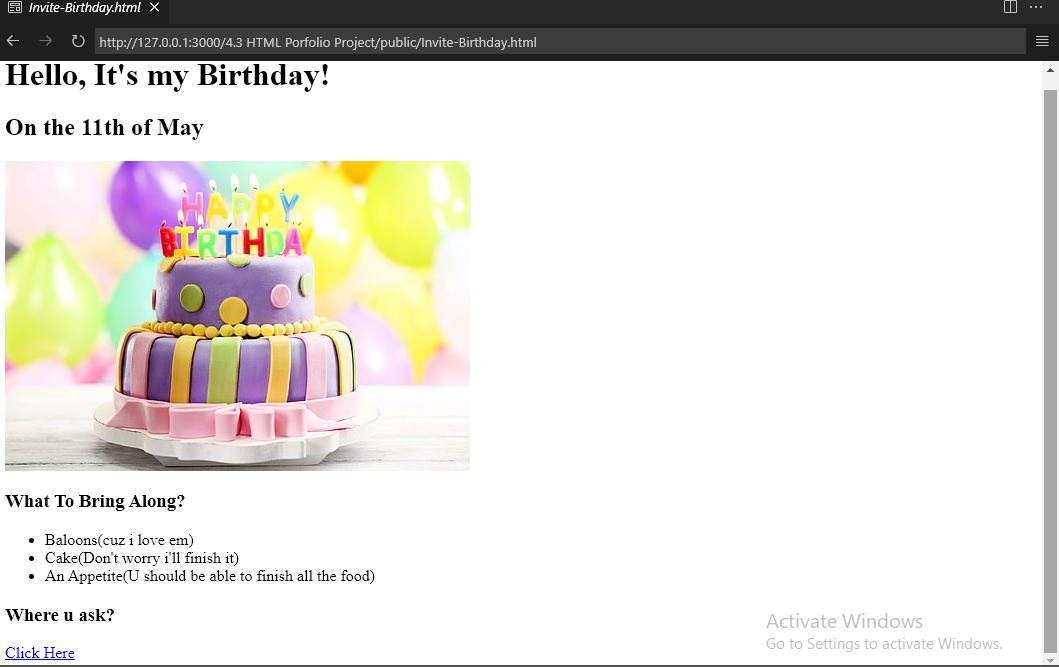 Invite-Birthday.html
http://127.0.0.1:3000/4.3 HTML Porfolio Project/public/Invite-Birthday.html
Hello, It's my Birthday!
On the 11th of May
HAPPY
BIRTHDAY
What To Bring Along?
Baloons(cuz i love em)
Cake(Don't worry i'll finish it)
An Appetite(U should be able to finish all the food)
Where u ask?
Click Here
Activate Windows
Go to Settings to activate Windows.